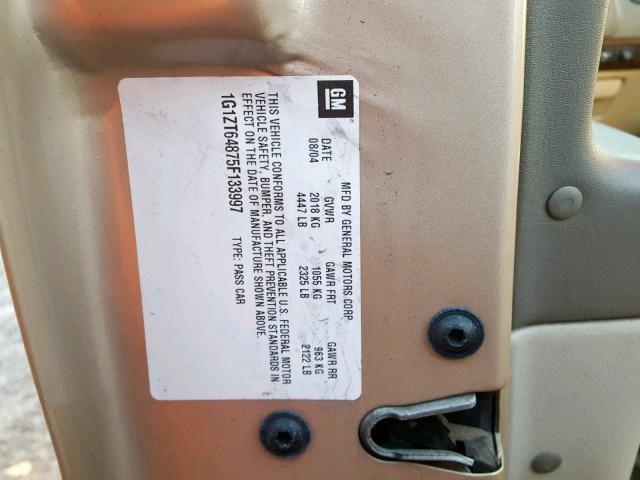 GM
MFD BY GENERAL MOTORS CORP
DATE GVWR GAWR FRT GAWR RR
08/04 2018 KG 1055 KG 963 KG
4447 LB 2325 LB 2122 LB
THIS VEHICLE CONFORMS TO ALL APPLICABLE U.S. FEDERAL MOTOR
VEHICLE SAFETY, BUMPER, AND THEFT PREVENTION STANDARDS IN
EFFECT ON THE DATE OF MANUFACTURE SHOWN ABOVE.
1G1ZT64875F133997 TYPE: PASS CAR